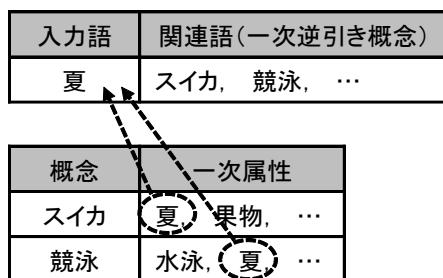 入力語 関連語(一次逆引き概念)
夏 スイカ, 競泳, …
概念 一次属性
スイカ 夏, 果物, …
競泳 水泳, 夏, …